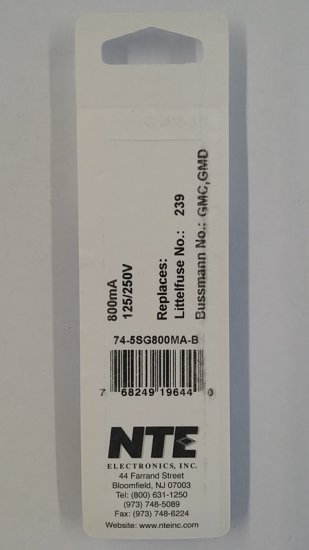 800mA
125/250V
Replaces:
Littelfuse No.: 239
Bussmann No.: GMC,GMD
74-5SG800MA-B
7 68249 19644 0
NTE
ELECTRONICS, INC.
44 Farrand Street
Bloomfield, NJ 07003
Tel: (800) 631-1250
(973) 748-5089
Fax: (973) 748-6224
Website: www.nteinc.com